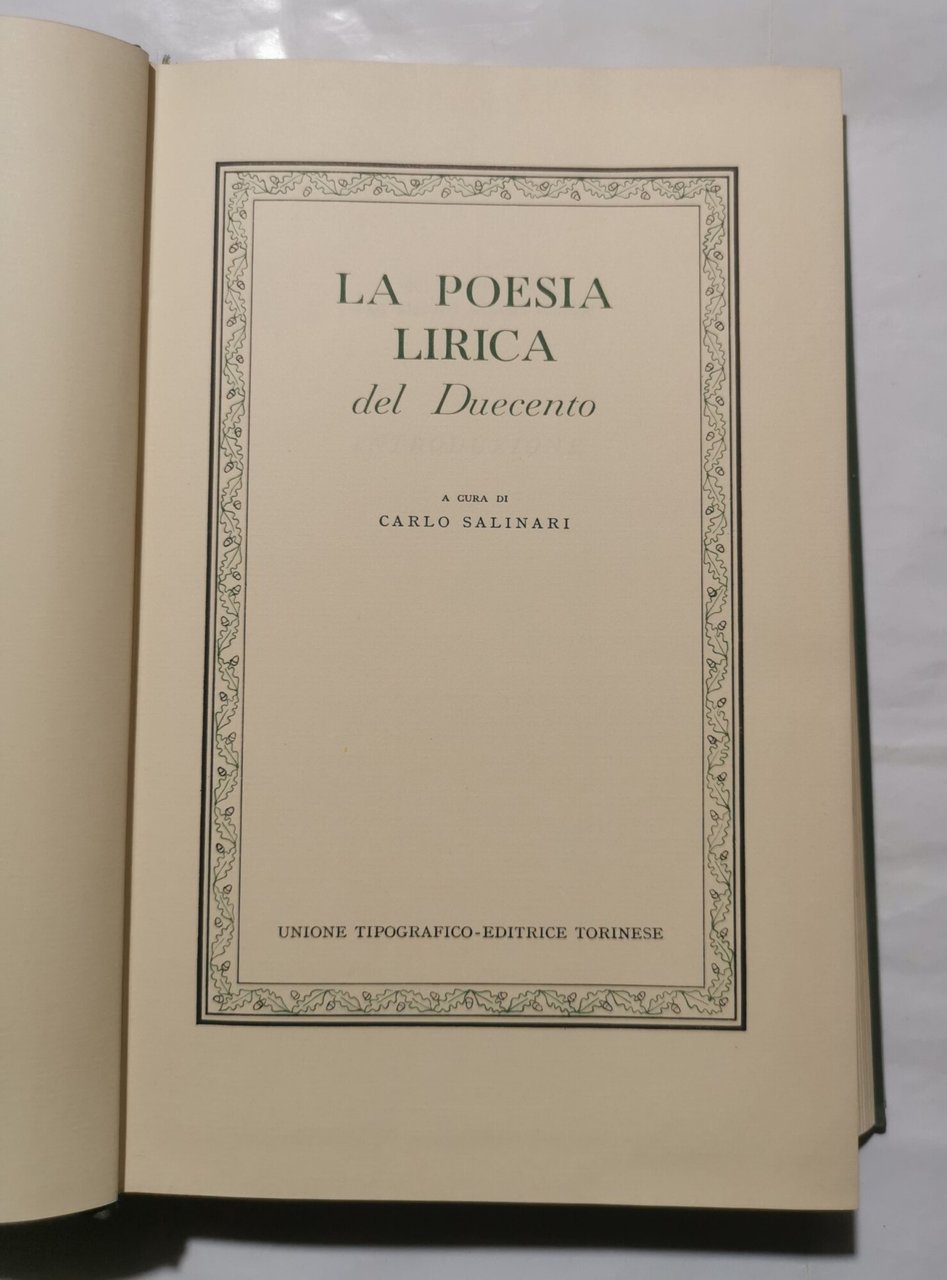 LA POESIA
LIRICA
del Duecento
A CURA DI
CARLO SALINARI
UNIONE TIPOGRAFICO-EDITRICE TORINESE